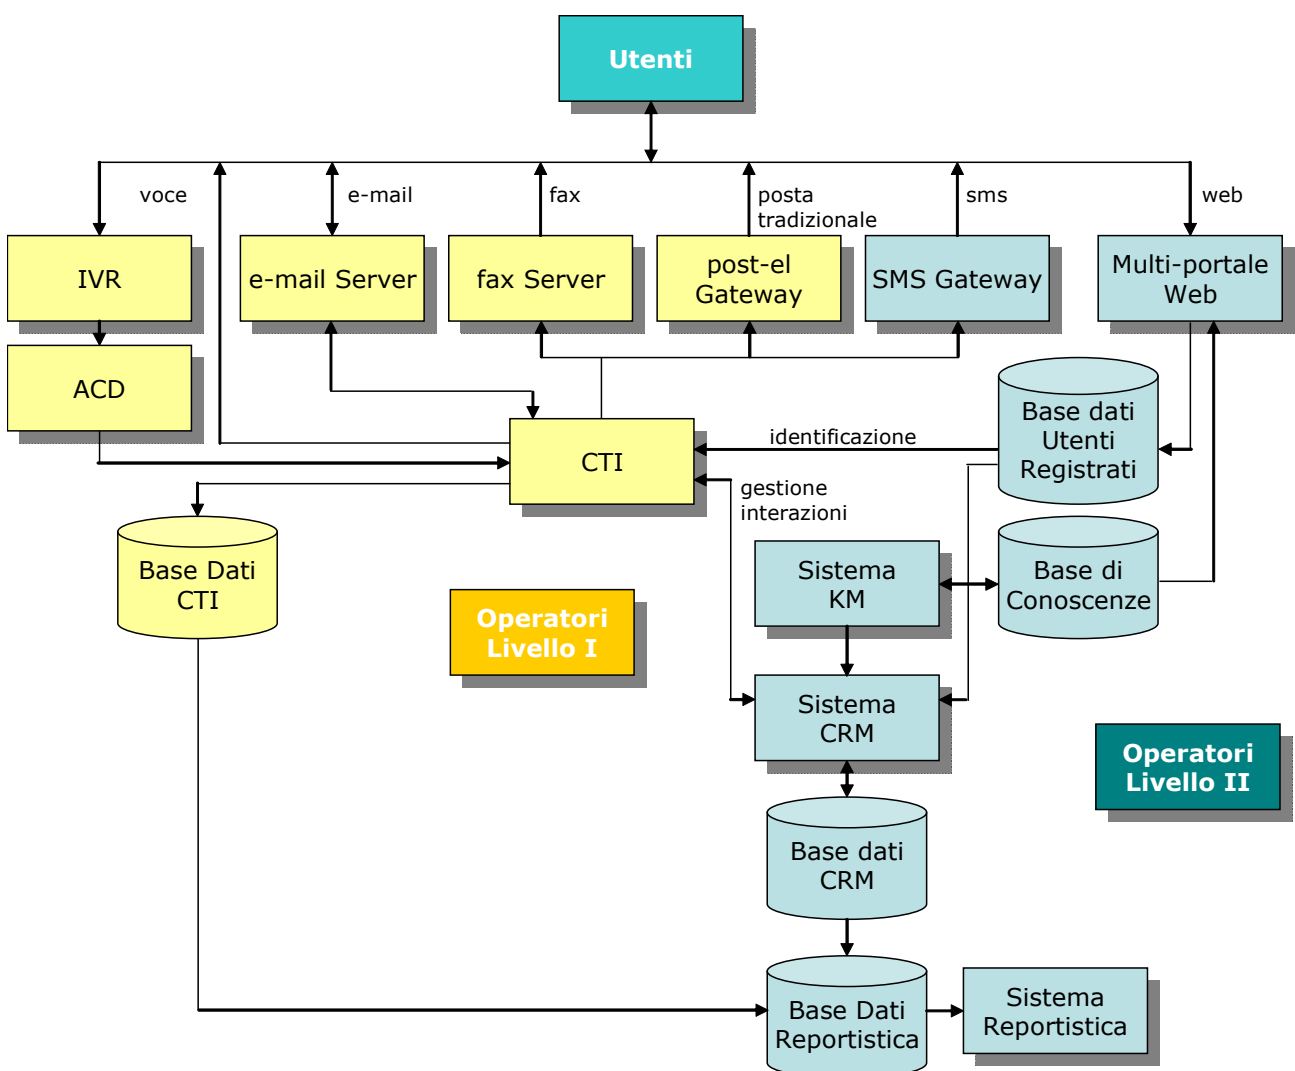 Utenti
voce
e-mail
fax
posta
tradizionale
sms
web
IVR
e-mail Server
fax Server
post-el
Gateway
SMS Gateway
Multi-portale
Web
ACD
CTI
identificazione
Base dati
Utenti
Registrati
gestione
interazioni
Base Dati
CTI
Operatori
Livello I
Sistema
KM
Base di
Conoscenze
Sistema
CRM
Operatori
Livello II
Base dati
CRM
Base Dati
Reportistica
Sistema
Reportistica